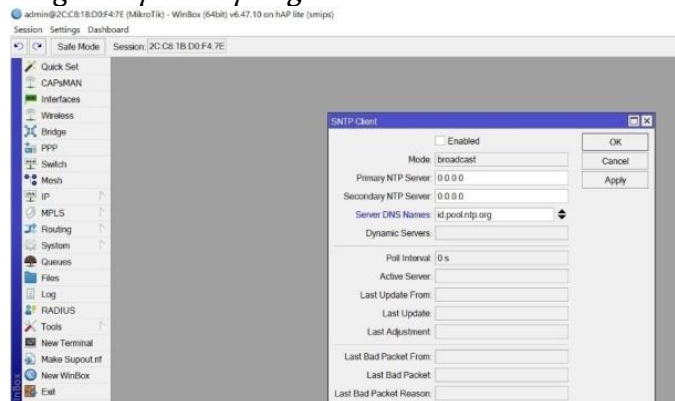 admin@2C:C8:1B:D0:F4:7E (MikroTik) - WinBox (64bit) v6.47.10 on hAP lite (smips)
Session Settings Dashboard
Safe Mode Session: 2C:C8:1B:D0:F4:7E
Quick Set
CAPsMAN
Interfaces
Wireless
Bridge
PPP
Switch
Mesh
IP
MPLS
Routing
System
Queues
Files
Log
RADIUS
Tools
New Terminal
Make Supout.rif
New WinBox
Exit
WinBox
SNTP Client
Enabled
OK
Mode: broadcast
Cancel
Primary NTP Server: 0.0.0.0
Apply
Secondary NTP Server: 0.0.0.0
Server DNS Names: id.pool.ntp.org
Dynamic Servers:
Poll Interval: 0 s
Active Server:
Last Update From:
Last Update:
Last Adjustment:
Last Bad Packet From:
Last Bad Packet:
Last Bad Packet Reason: